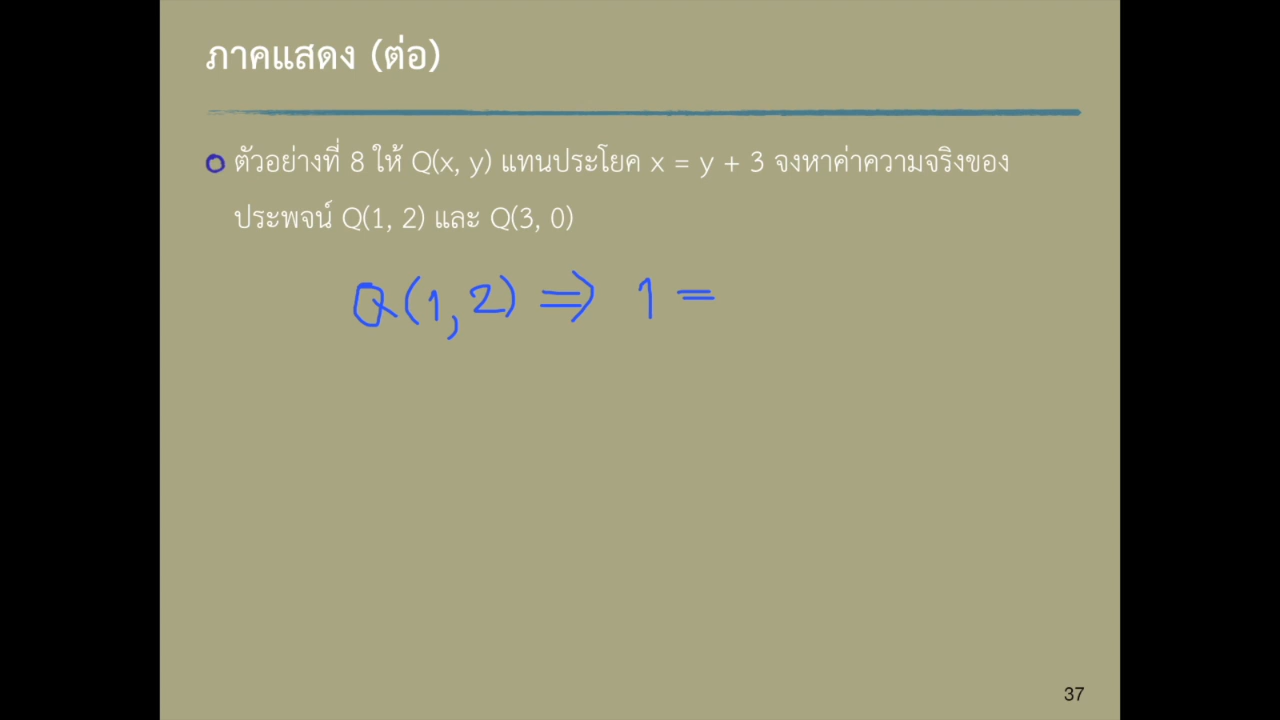 ภาคแสดง (ต่อ)
ตัวอย่างที่ 8 ให้ Q(x, y) แทนประโยค x = y + 3 จงหาค่าความจริงของ
ประพจน์ Q(1, 2) และ Q(3, 0)
Q(1,2) ⇒ 1 =
37